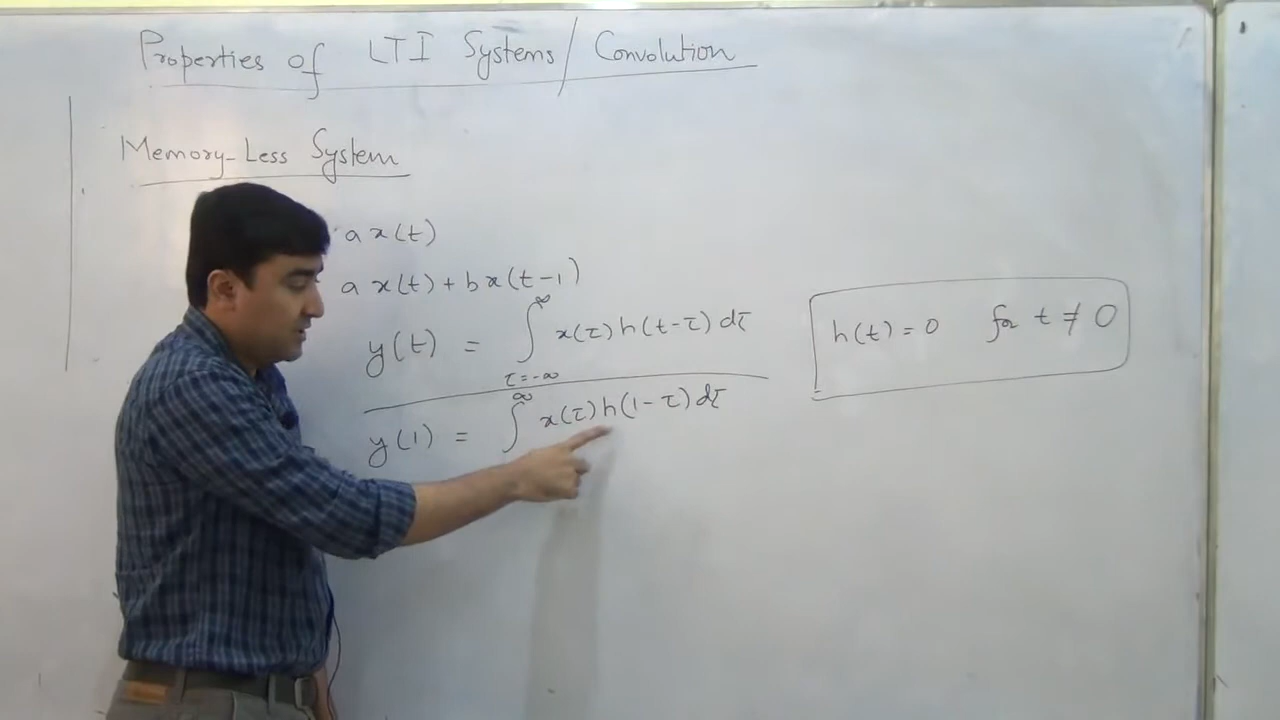 Properties of LTI Systems / Convolution
Memory-Less System
a x(t)
a x(t) + b x(t-1)
y(t) = ∫_{τ=-∞}^{∞} x(τ) h(t-τ) dτ
h(t) = 0 for t ≠ 0
y(1) = ∫^{∞} x(τ) h(1-τ) dτ